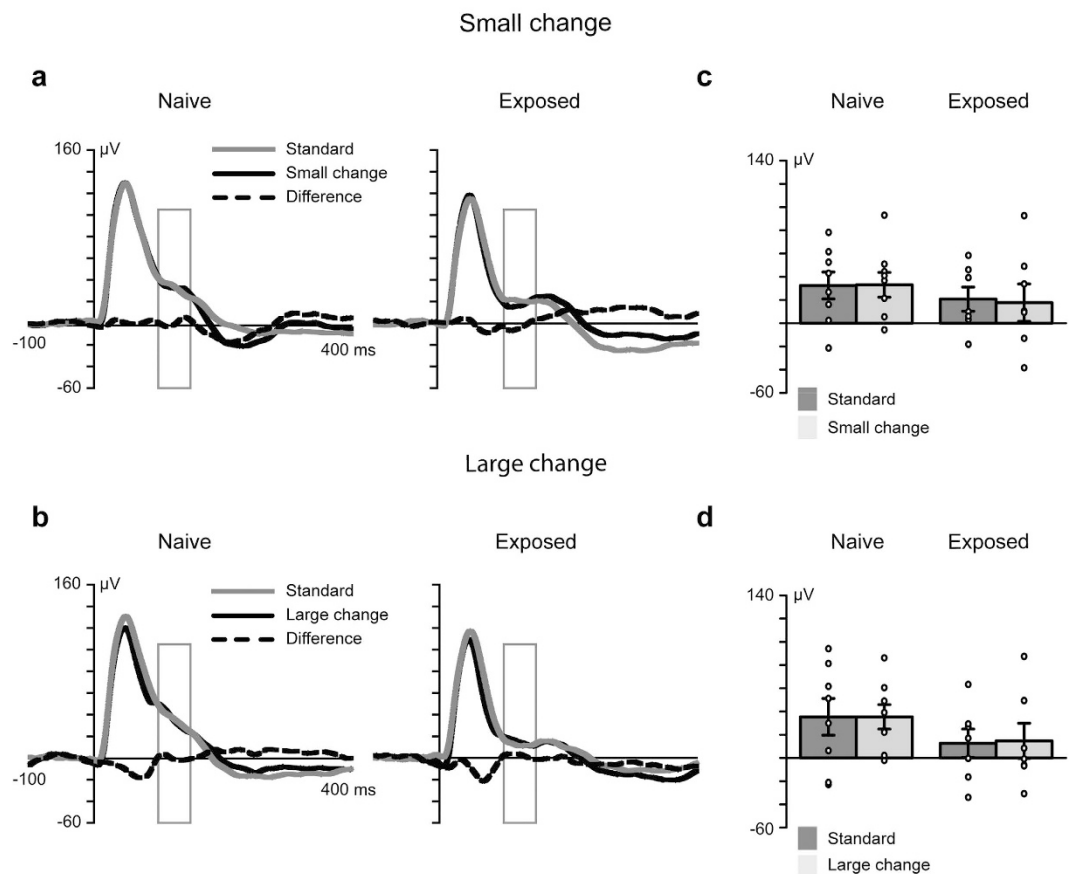 Small change
a
Naive
Exposed
160
µV
Standard
Small change
Difference
-100
400 ms
-60
c
Naive
Exposed
140
µV
-60
Standard
Small change
Large change
b
Naive
Exposed
160
µV
Standard
Large change
Difference
-100
400 ms
-60
d
Naive
Exposed
140
µV
-60
Standard
Large change